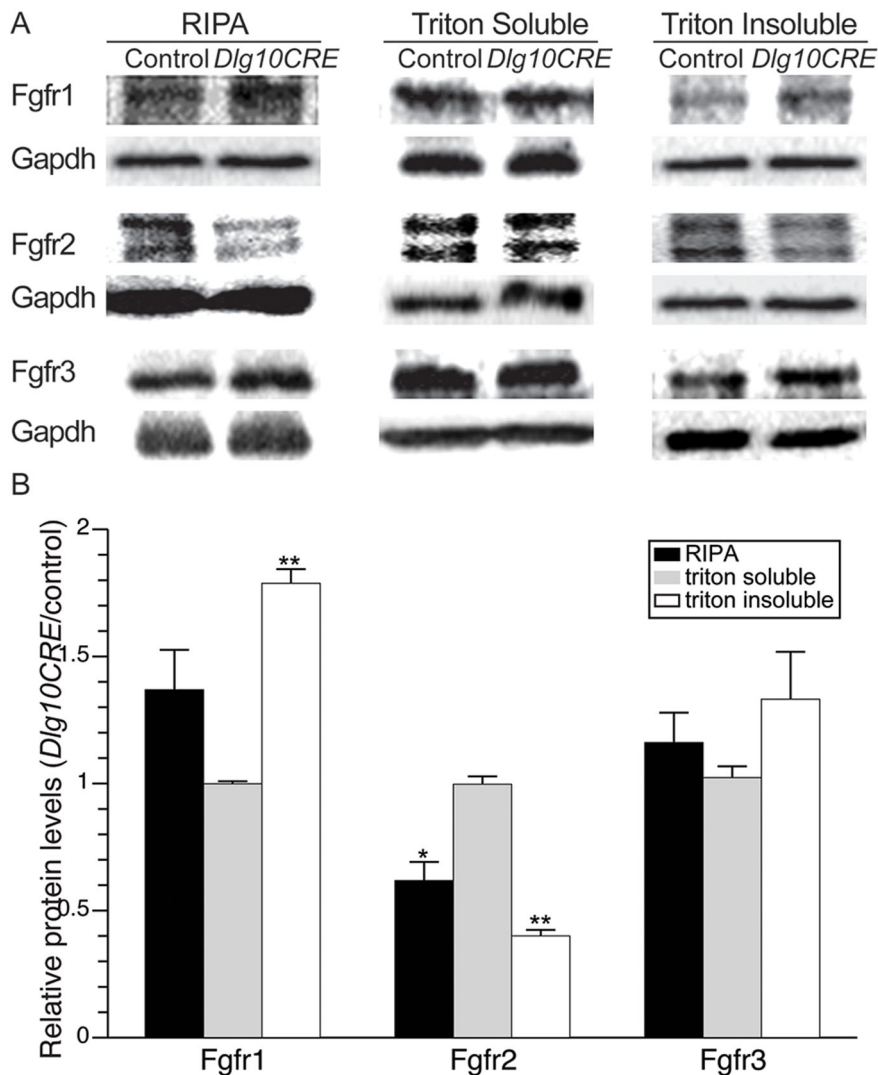 A
RIPA Triton Soluble Triton Insoluble
Control Dlg10CRE Control Dlg10CRE Control Dlg10CRE
Fgfr1
Gapdh
Fgfr2
Gapdh
Fgfr3
Gapdh
B
Relative protein levels (Dlg10CRE/control)
2
1.5
1
0.5
0
**
*
**
RIPA
triton soluble
triton insoluble
Fgfr1 Fgfr2 Fgfr3